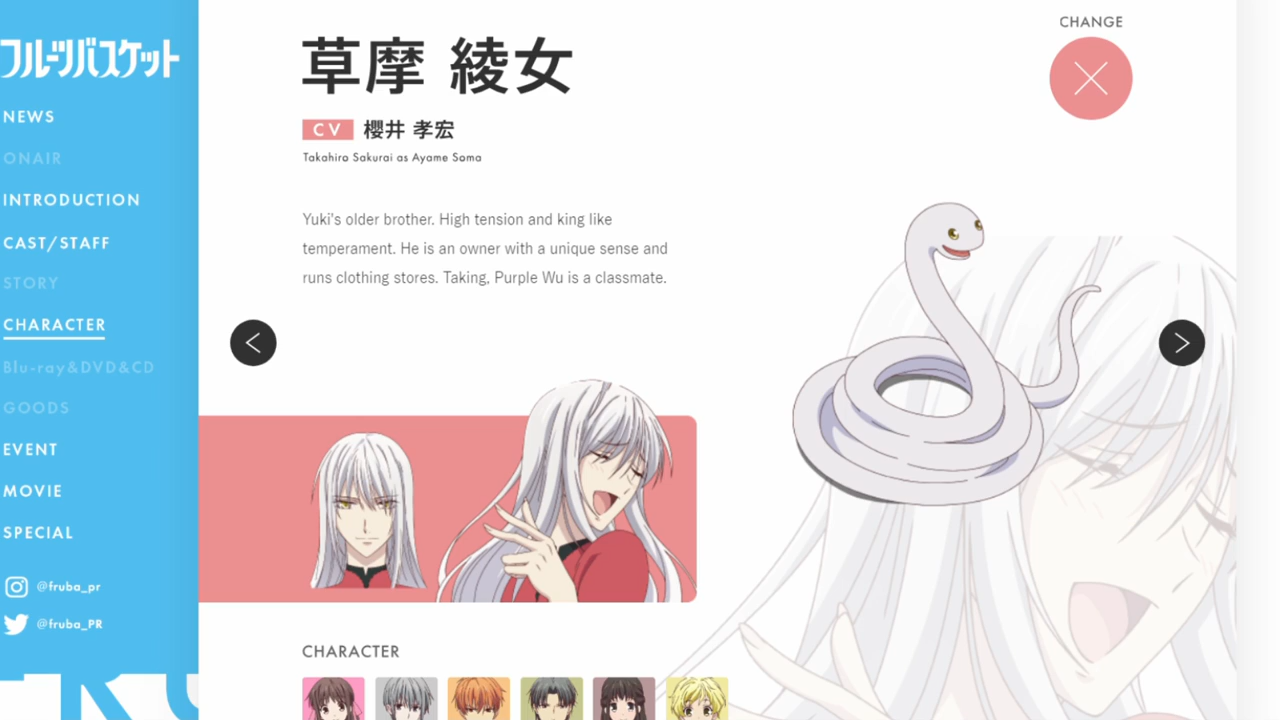 フルーツバスケット
NEWS
ONAIR
INTRODUCTION
CAST/STAFF
STORY
CHARACTER
Blu-ray&DVD&CD
GOODS
EVENT
MOVIE
SPECIAL
@fruba_pr
@fruba_PR
草摩 綾女
CV 櫻井 孝宏
Takahiro Sakurai as Ayame Soma
CHANGE
Yuki's older brother. High tension and king like
temperament. He is an owner with a unique sense and
runs clothing stores. Taking, Purple Wu is a classmate.
CHARACTER